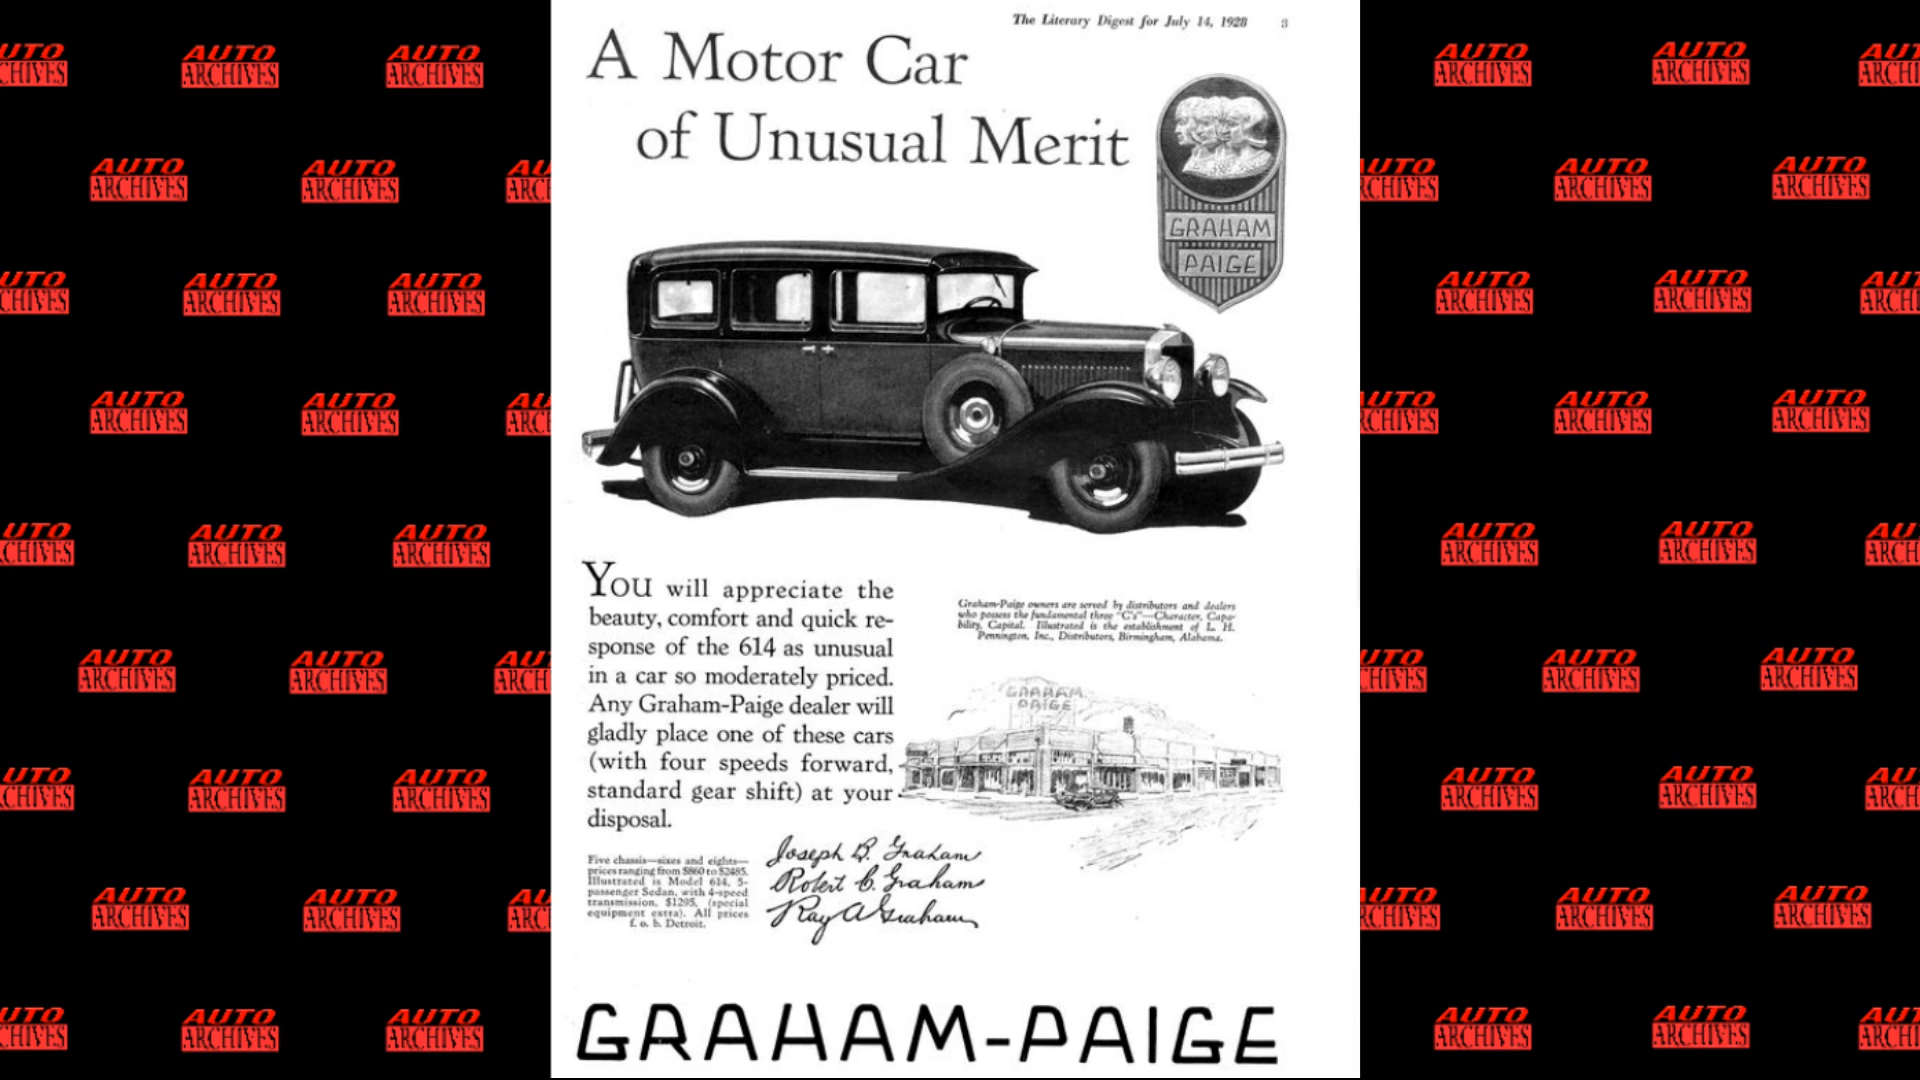 The Literary Digest for July 14, 1928 3
A Motor Car
of Unusual Merit
GRAHAM
PAIGE
You will appreciate the
beauty, comfort and quick re-
sponse of the 614 as unusual
in a car so moderately priced.
Any Graham-Paige dealer will
gladly place one of these cars
(with four speeds forward,
standard gear shift) at your
disposal.
Graham-Paige owners are served by distributors and dealers
who possess the fundamental three "C's"—Character, Capa-
bility, Capital. Illustrated is the establishment of L. H.
Pennington, Inc., Distributors, Birmingham, Alabama.
GRAHAM
PAIGE
Five chassis—sixes and eights—
prices ranging from $860 to $2485.
Illustrated is Model 614, 5-
passenger Sedan, with 4-speed
transmission, $1295, (special
equipment extra). All prices
f. o. b. Detroit.
Joseph B. Graham
Robert C. Graham
Ray A Graham
GRAHAM-PAIGE
AUTO
ARCHIVES